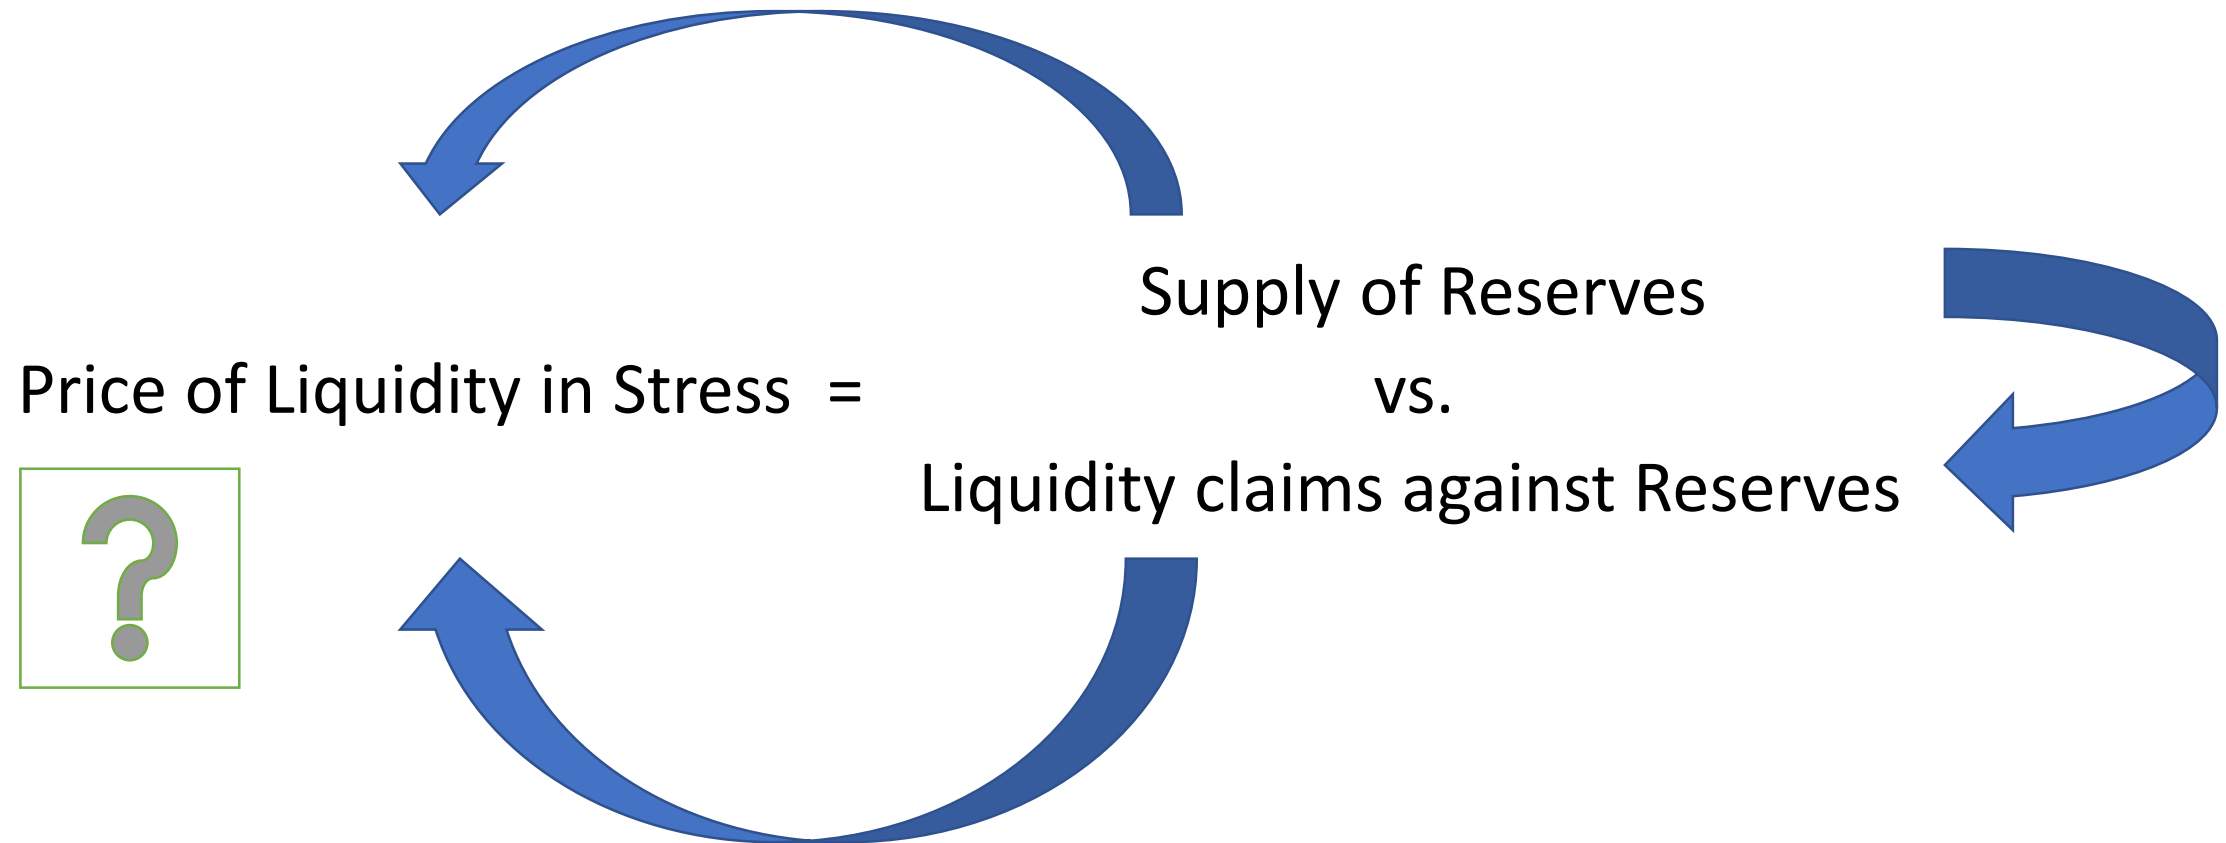 Supply of Reserves
Price of Liquidity in Stress = vs.
Liquidity claims against Reserves
?